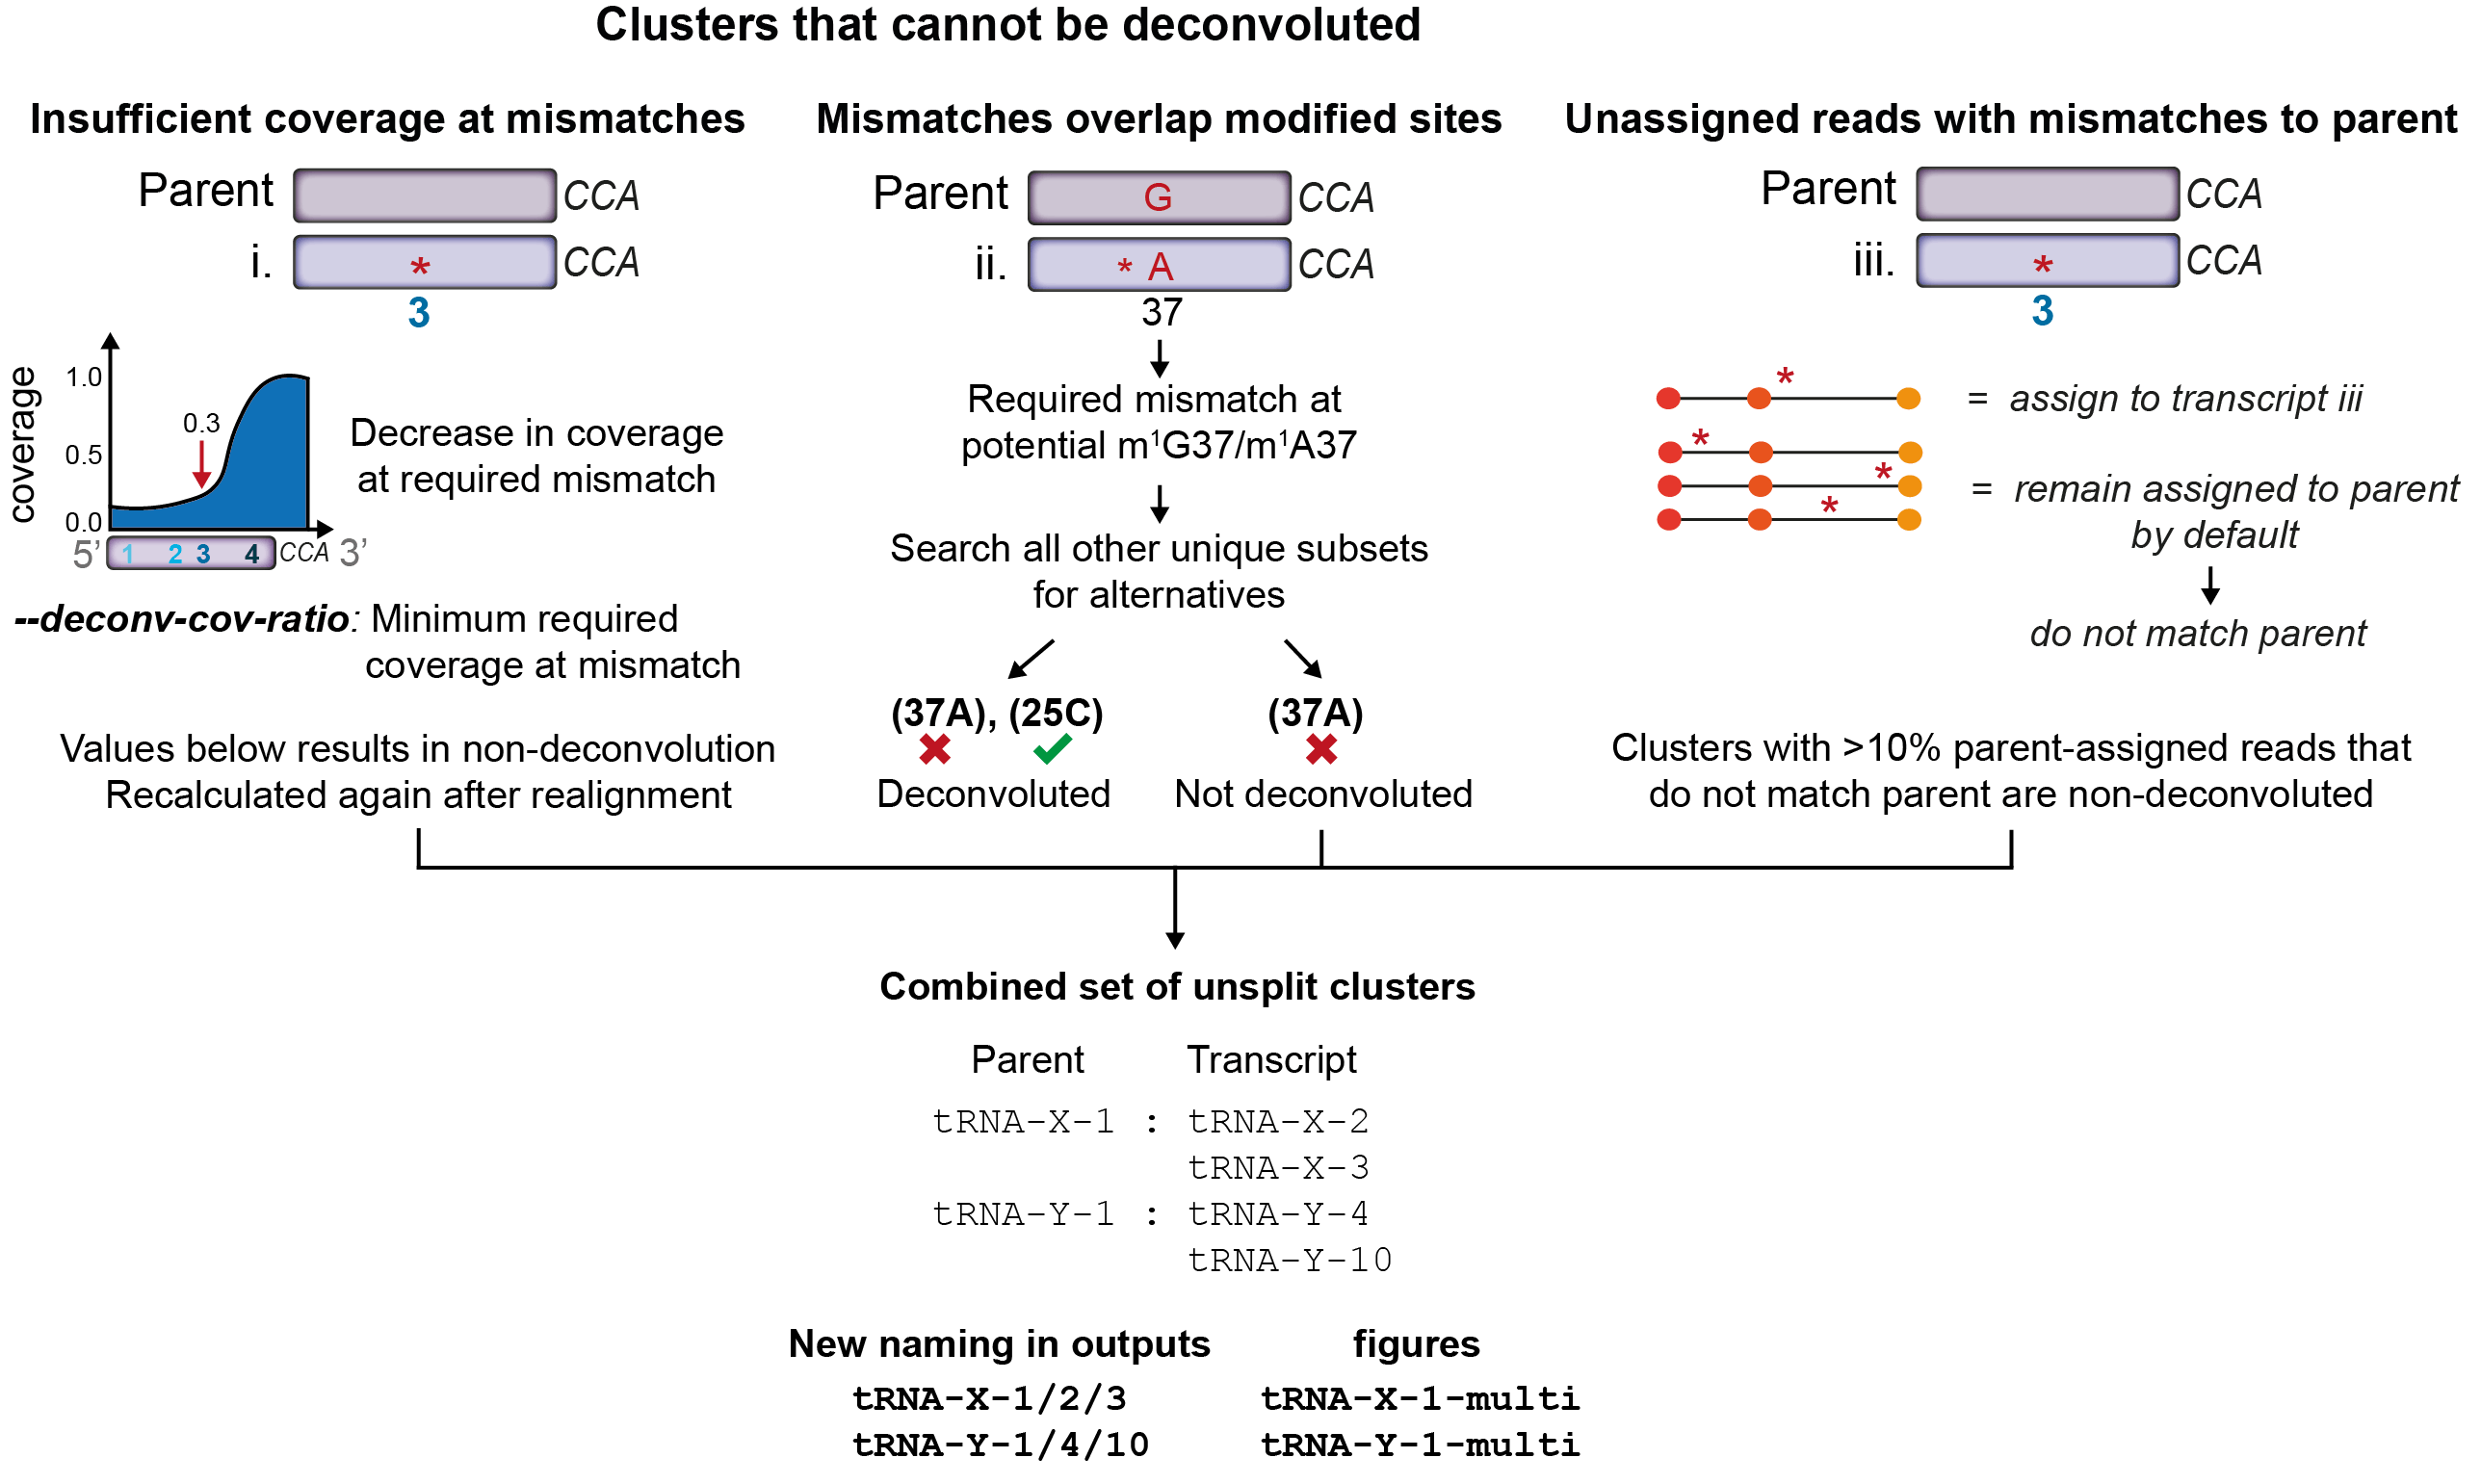 Clusters that cannot be deconvoluted
Insufficient coverage at mismatches
Parent CCA
i. * CCA
3
coverage
1.0
0.5
0.0
0.3
5’ 1 2 3 4 CCA 3’
Decrease in coverage
at required mismatch
--deconv-cov-ratio: Minimum required
coverage at mismatch
Values below results in non-deconvolution
Recalculated again after realignment
Mismatches overlap modified sites
Parent G CCA
ii. * A CCA
37
Required mismatch at
potential m¹G37/m¹A37
Search all other unique subsets
for alternatives
(37A), (25C)
Deconvoluted
(37A)
Not deconvoluted
Unassigned reads with mismatches to parent
Parent CCA
iii. * CCA
3
*
= assign to transcript iii
*
*
*
= remain assigned to parent
by default
do not match parent
Clusters with >10% parent-assigned reads that
do not match parent are non-deconvoluted
Combined set of unsplit clusters
Parent Transcript
tRNA-X-1 : tRNA-X-2
tRNA-X-3
tRNA-Y-1 : tRNA-Y-4
tRNA-Y-10
New naming in outputs figures
tRNA-X-1/2/3 tRNA-X-1-multi
tRNA-Y-1/4/10 tRNA-Y-1-multi